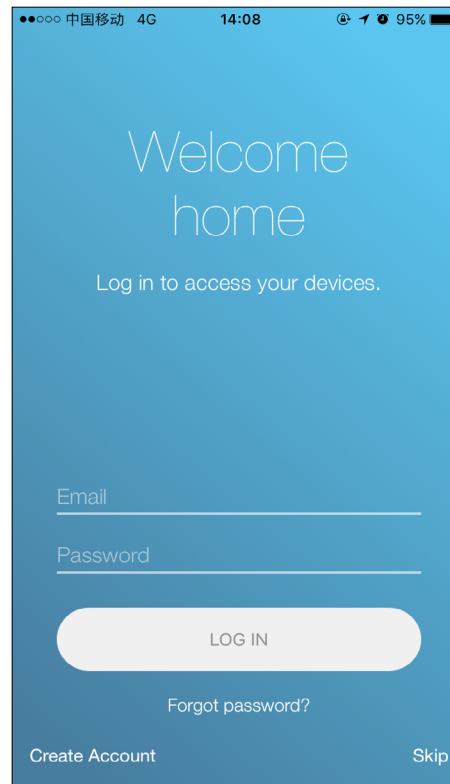 中国移动 4G 14:08 95%
Welcome
home
Log in to access your devices.
Email
Password
LOG IN
Forgot password?
Create Account Skip